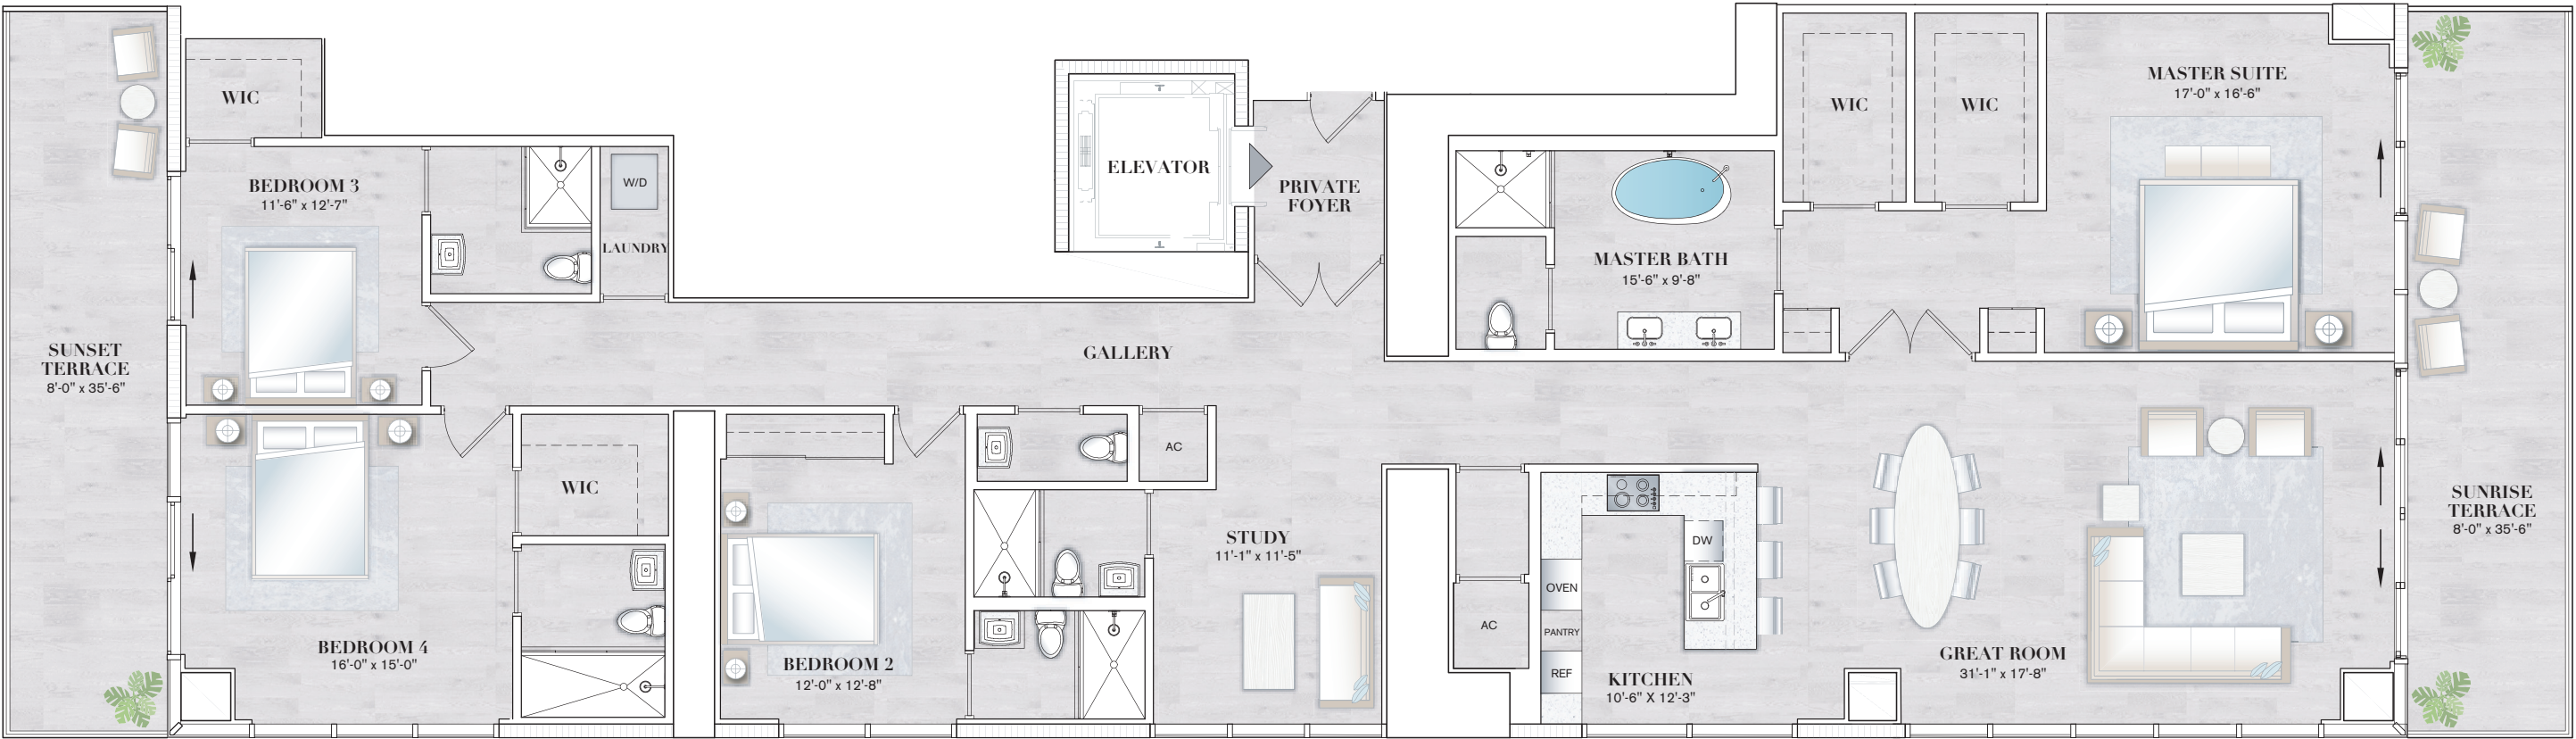 WIC
BEDROOM 3
11'-6" x 12'-7"
W/D
LAUNDRY
SUNSET
TERRACE
8'-0" x 35'-6"
ELEVATOR
PRIVATE
FOYER
GALLERY
MASTER BATH
15'-6" x 9'-8"
WIC
WIC
MASTER SUITE
17'-0" x 16'-6"
BEDROOM 4
16'-0" x 15'-0"
WIC
BEDROOM 2
12'-0" x 12'-8"
AC
STUDY
11'-1" x 11'-5"
AC
OVEN
PANTRY
REF
DW
KITCHEN
10'-6" X 12'-3"
GREAT ROOM
31'-1" x 17'-8"
SUNRISE
TERRACE
8'-0" x 35'-6"